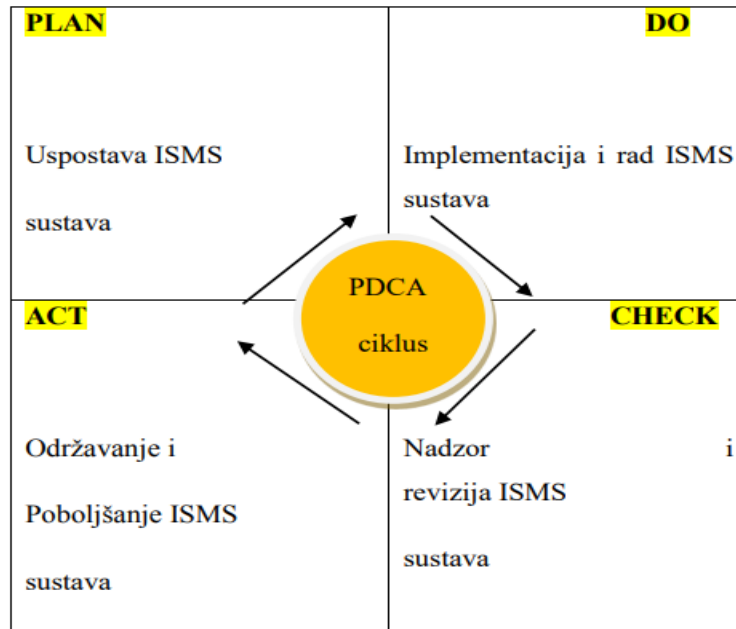 PLAN
Uspostava ISMS
sustava
DO
Implementacija i rad ISMS
sustava
PDCA
ciklus
ACT
Održavanje i
Poboljšanje ISMS
sustava
CHECK
Nadzor i
revizija ISMS
sustava